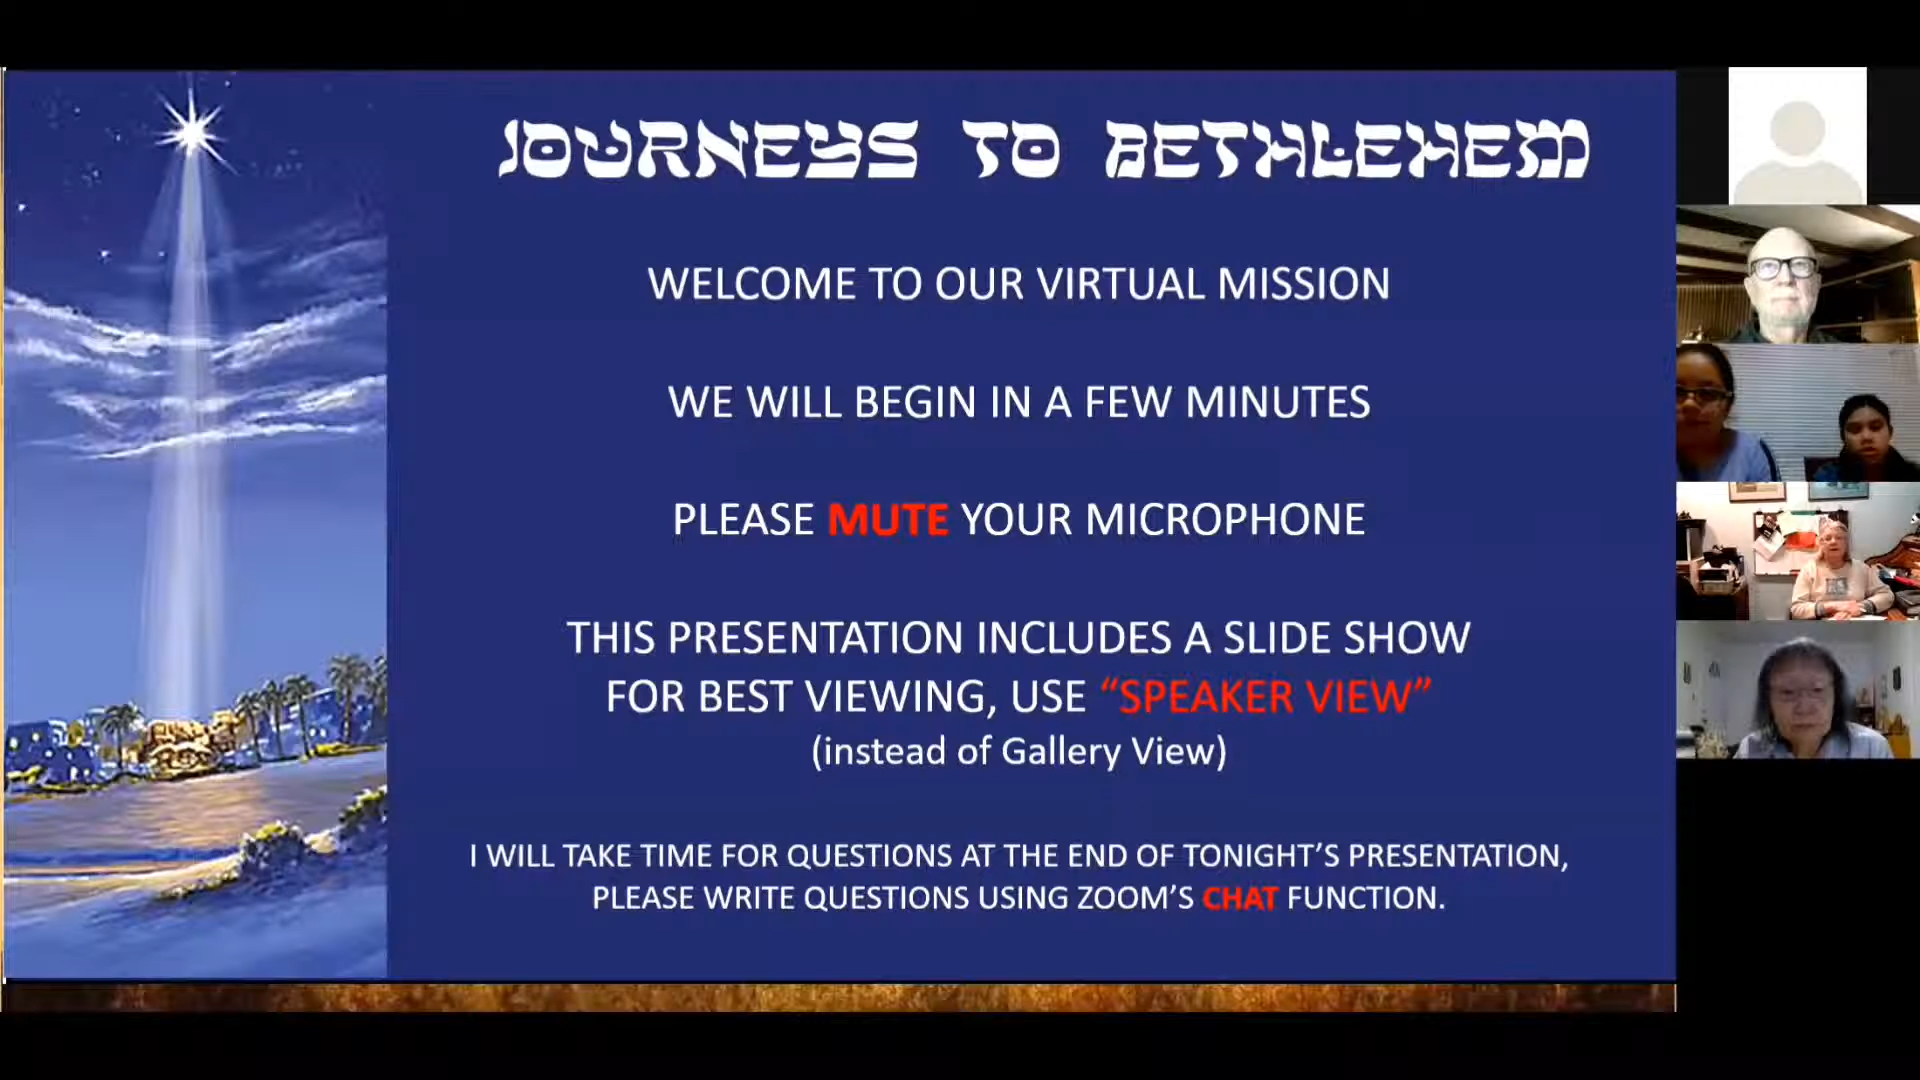 JOURNEYS TO BETHLEHEM
WELCOME TO OUR VIRTUAL MISSION
WE WILL BEGIN IN A FEW MINUTES
PLEASE MUTE YOUR MICROPHONE
THIS PRESENTATION INCLUDES A SLIDE SHOW
FOR BEST VIEWING, USE “SPEAKER VIEW”
(instead of Gallery View)
I WILL TAKE TIME FOR QUESTIONS AT THE END OF TONIGHT’S PRESENTATION,
PLEASE WRITE QUESTIONS USING ZOOM’S CHAT FUNCTION.